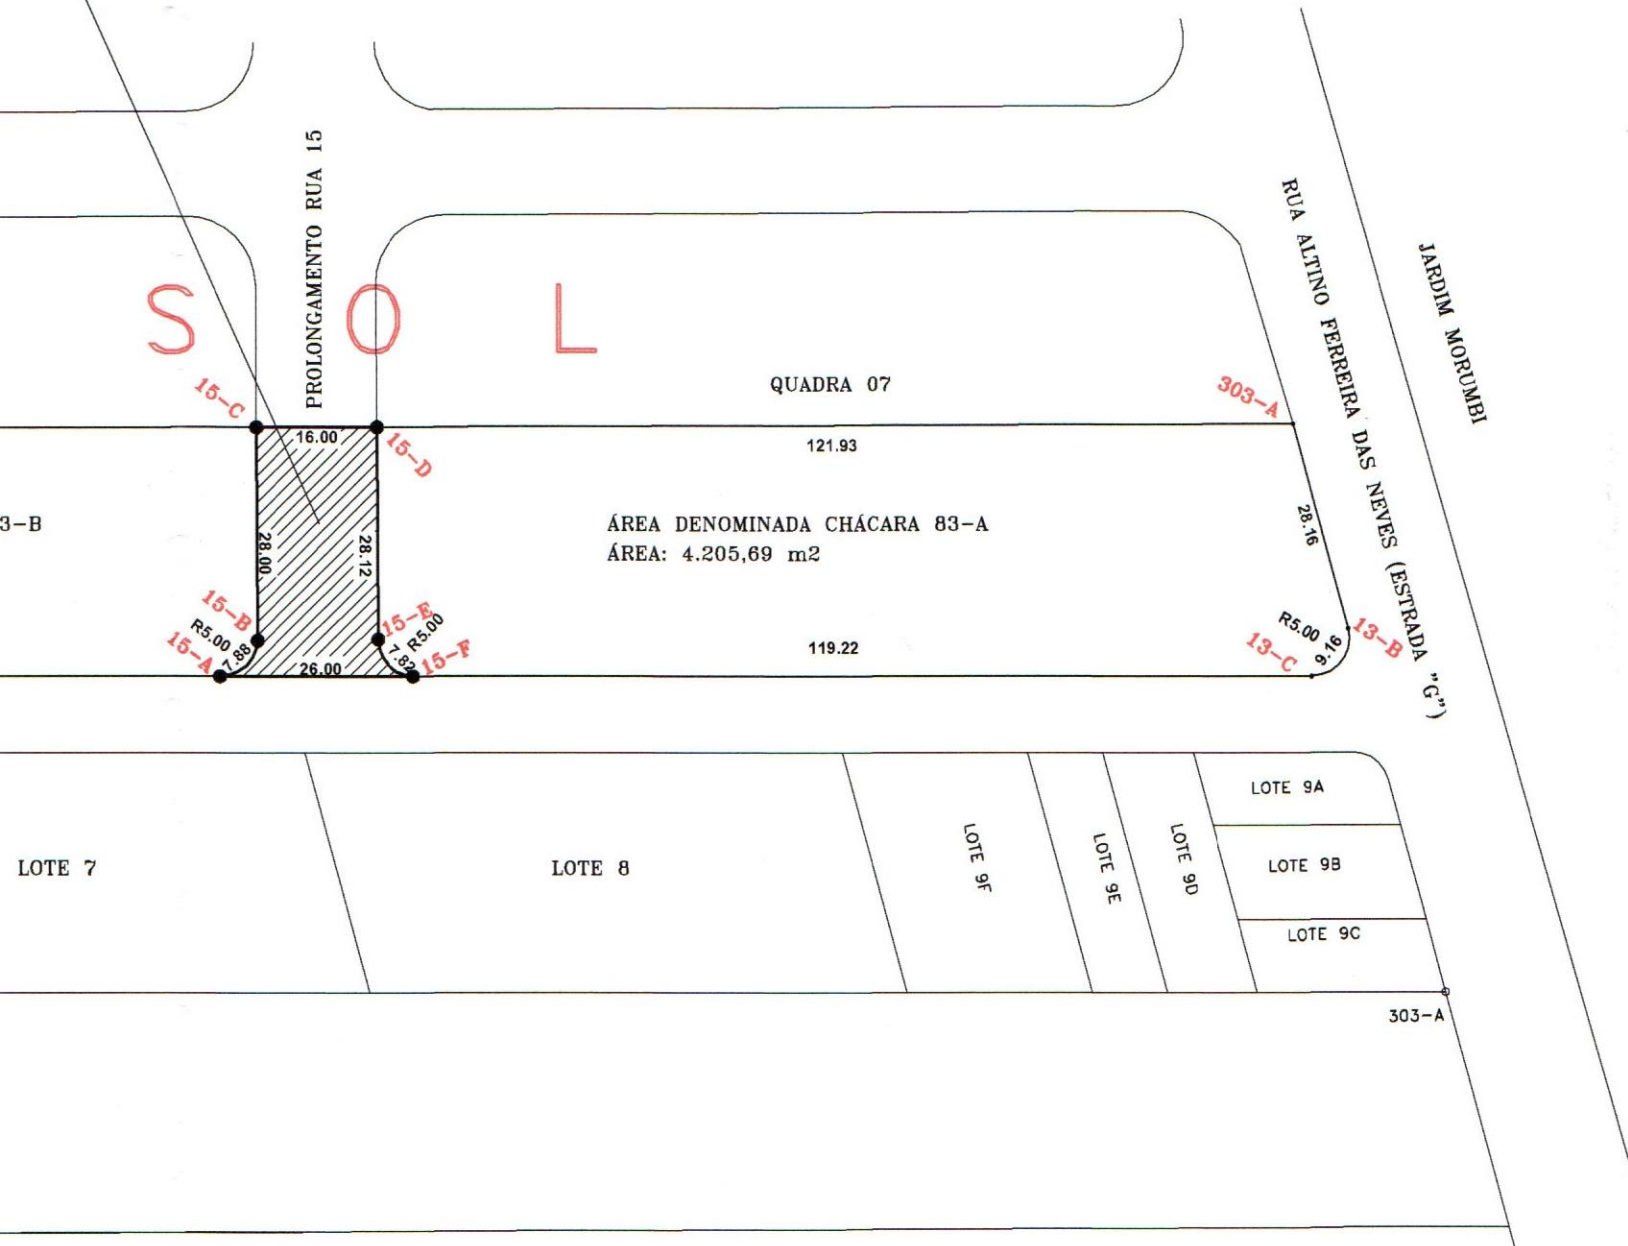 PROLONGAMENTO RUA 15
RUA ALTINO FERREIRA DAS NEVES (ESTRADA "G")
JARDIM MORUMBI
S O L
QUADRA 07
15-C
303-A
16.00
15-D
121.93
3-B
28.00
28.12
ÁREA DENOMINADA CHÁCARA 83-A
ÁREA: 4.205,69 m2
28.16
15-B
R5.00
15-A
7.88
26.00
15-E
R5.00
7.82
15-F
119.22
R5.00
13-B
13-C
9.16
LOTE 7
LOTE 8
LOTE 9F
LOTE 9E
LOTE 9D
LOTE 9A
LOTE 9B
LOTE 9C
303-A